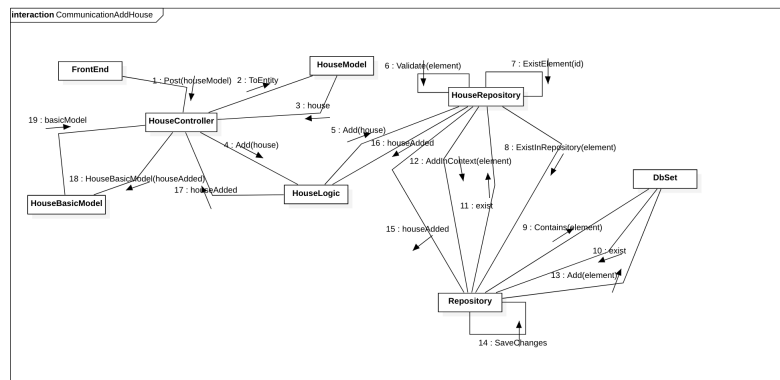 interaction CommunicationAddHouse
FrontEnd
HouseModel
6 : Validate(element)
7 : ExistElement(id)
1 : Post(houseModel)
2 : ToEntity
HouseRepository
3 : house
19 : basicModel
HouseController
5 : Add(house)
4 : Add(house)
16 : houseAdded
8 : ExistInRepository(element)
12 : AddInContext(element)
18 : HouseBasicModel(houseAdded)
17 : houseAdded
HouseLogic
DbSet
HouseBasicModel
11 : exist
15 : houseAdded
9 : Contains(element)
10 : exist
13 : Add(element)
Repository
14 : SaveChanges